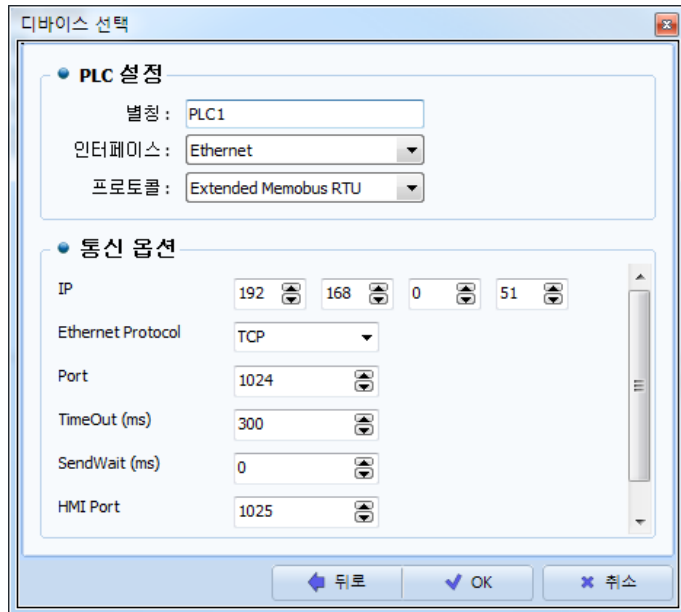 디바이스 선택
PLC 설정
별칭 : PLC1
인터페이스 : Ethernet
프로토콜 : Extended Memobus RTU
통신 옵션
IP 192 168 0 51
Ethernet Protocol TCP
Port 1024
TimeOut (ms) 300
SendWait (ms) 0
HMI Port 1025
뒤로 OK 취소